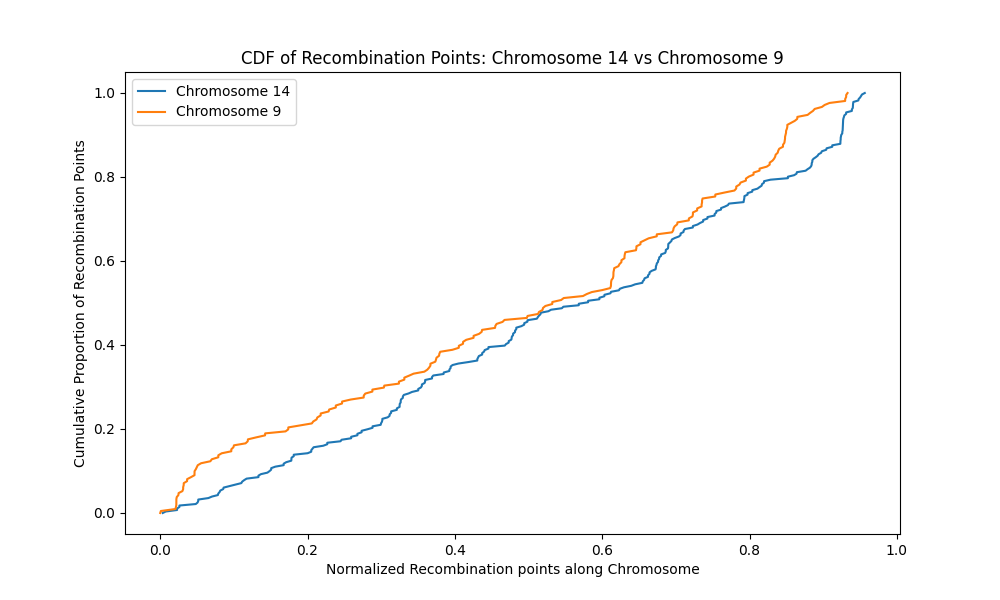 CDF of Recombination Points: Chromosome 14 vs Chromosome 9
Chromosome 14
Chromosome 9
Cumulative Proportion of Recombination Points
1.0
0.8
0.6
0.4
0.2
0.0
0.0 0.2 0.4 0.6 0.8 1.0
Normalized Recombination points along Chromosome